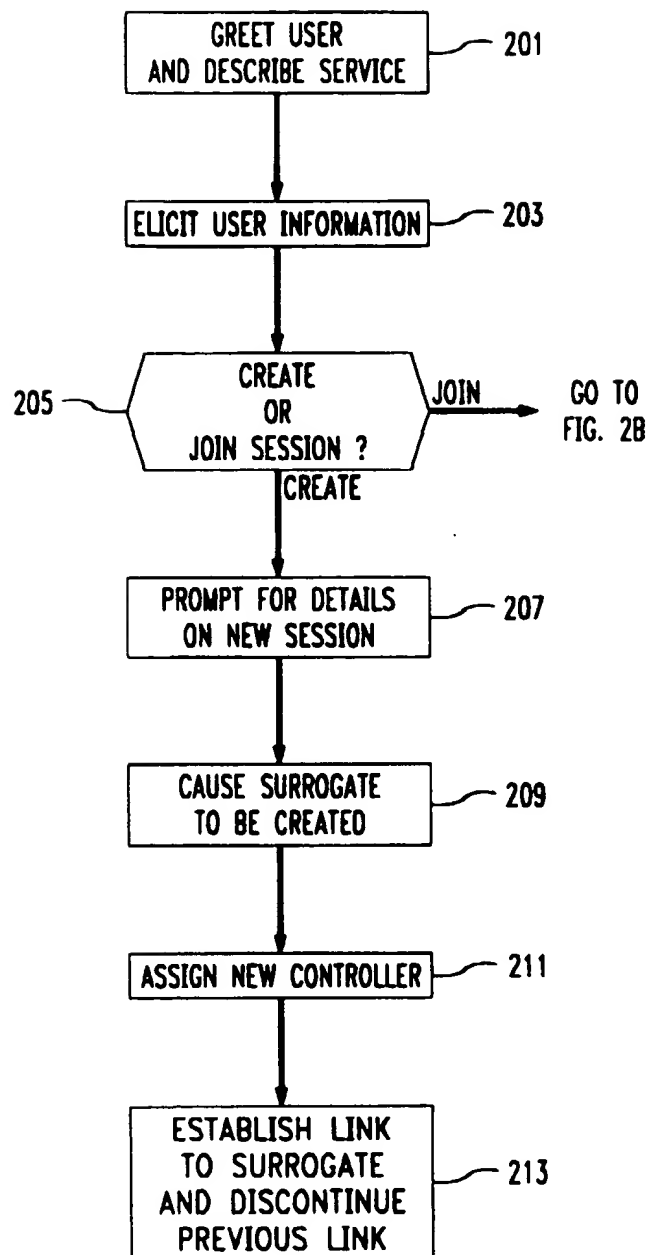 GREET USER
AND DESCRIBE SERVICE
201
ELICIT USER INFORMATION
203
205
CREATE
OR
JOIN SESSION ?
JOIN
GO TO
FIG. 2B
CREATE
PROMPT FOR DETAILS
ON NEW SESSION
207
CAUSE SURROGATE
TO BE CREATED
209
ASSIGN NEW CONTROLLER
211
ESTABLISH LINK
TO SURROGATE
AND DISCONTINUE
PREVIOUS LINK
213